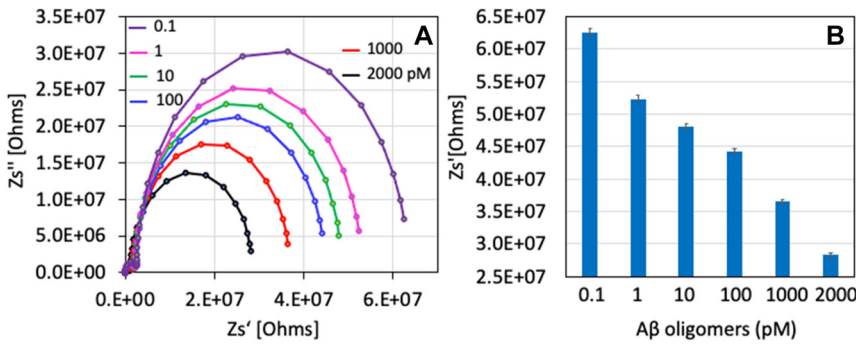 A
0.1
1
10
100
1000
2000 pM
Zs'' [Ohms]
3.5E+07
3.0E+07
2.5E+07
2.0E+07
1.5E+07
1.0E+07
5.0E+06
0.E+00
0.E+00 2.E+07 4.E+07 6.E+07
Zs‘ [Ohms]
B
Zs'[Ohms]
6.5E+07
6.0E+07
5.5E+07
5.0E+07
4.5E+07
4.0E+07
3.5E+07
3.0E+07
2.5E+07
0.1 1 10 100 1000 2000
Aβ oligomers (pM)